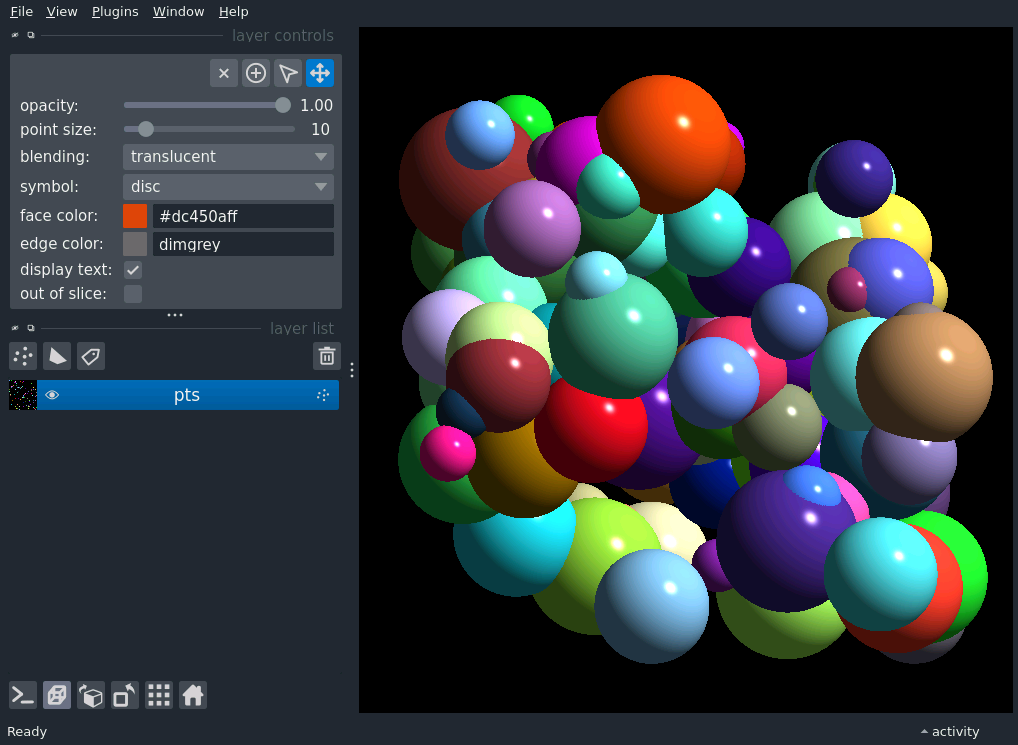 File View Plugins Window Help
layer controls
opacity: 1.00
point size: 10
blending: translucent
symbol: disc
face color: #dc450aff
edge color: dimgrey
display text:
out of slice:
layer list
pts
Ready activity